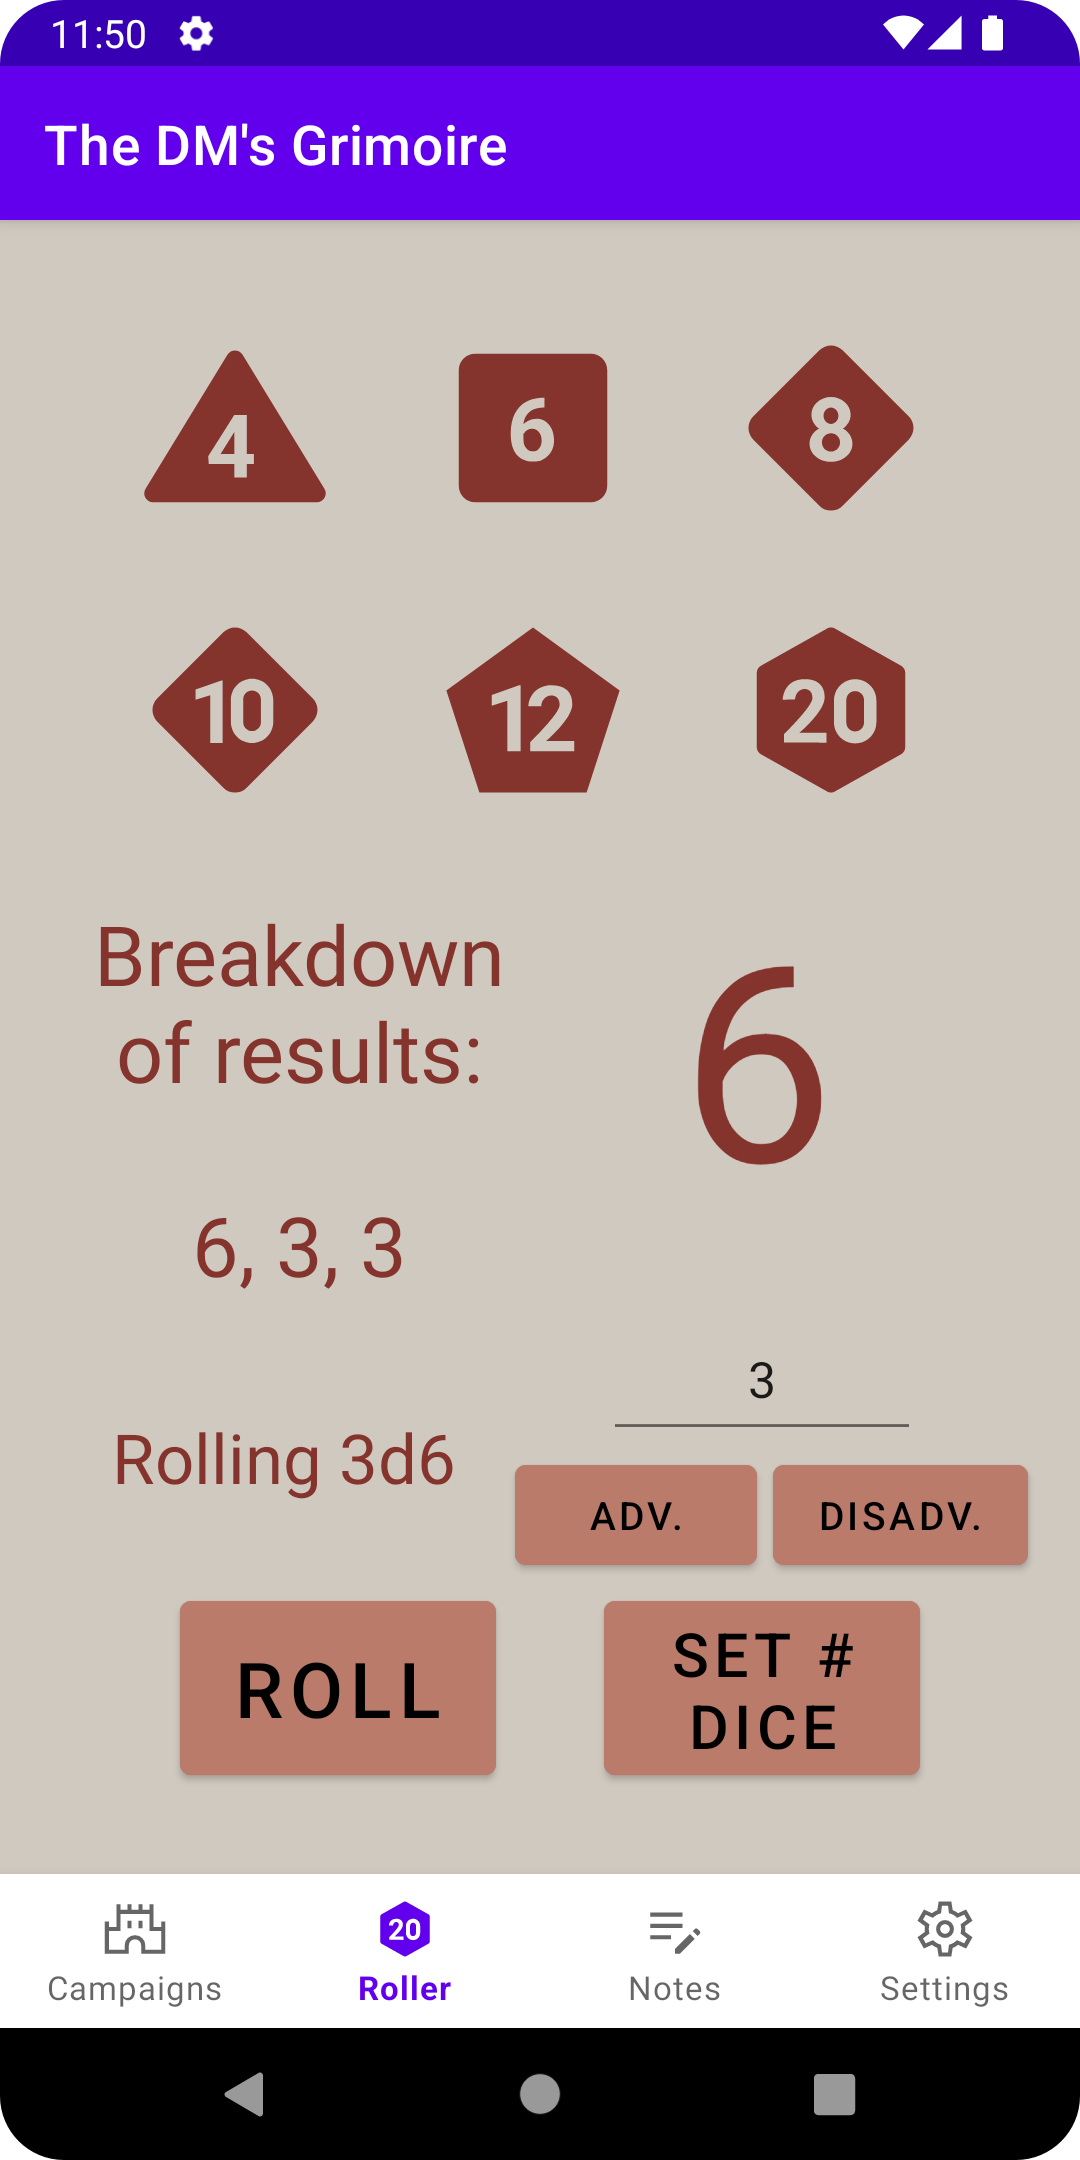 11:50
The DM's Grimoire
4 6 8
10 12 20
Breakdown
of results:
6
6, 3, 3
3
Rolling 3d6
ADV. DISADV.
ROLL
SET #
DICE
20
Campaigns Roller Notes Settings